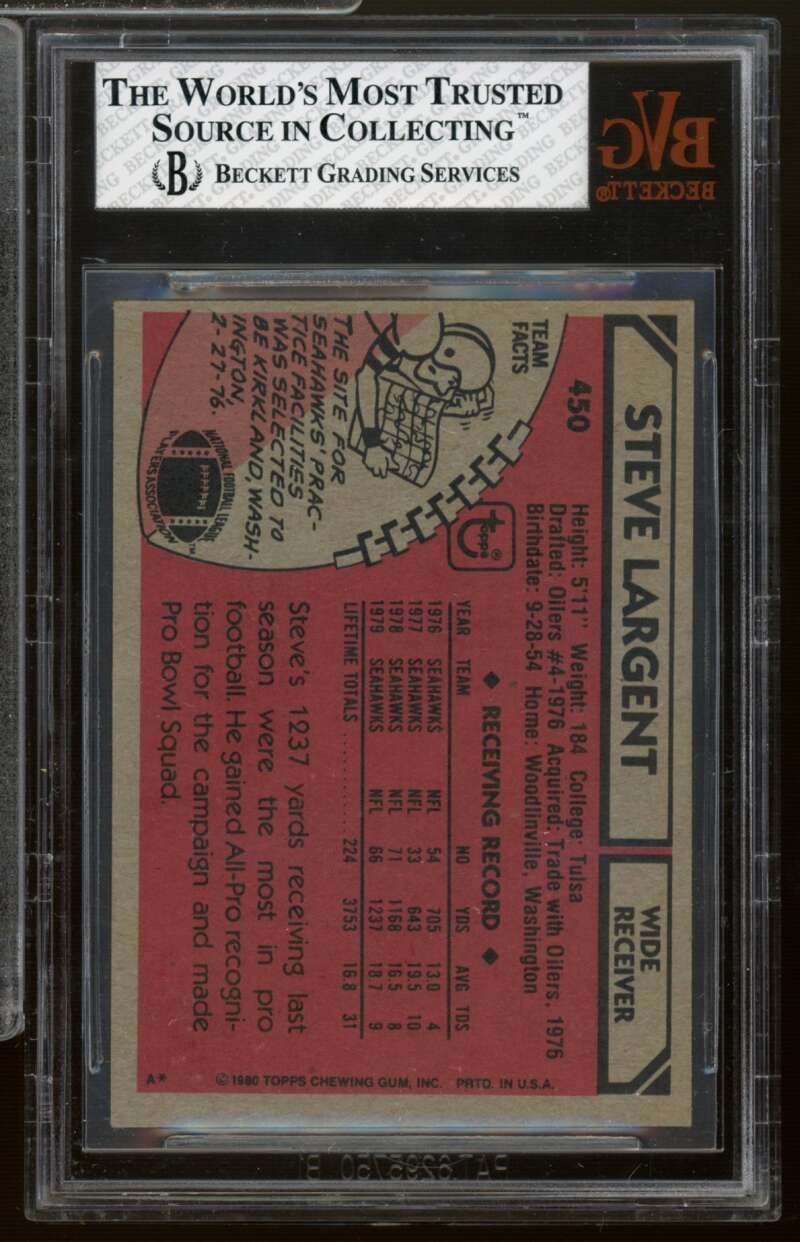 THE WORLD'S MOST TRUSTED
SOURCE IN COLLECTING™
B BECKETT GRADING SERVICES
BVG
BECKETT®
STEVE LARGENT
WIDE
RECEIVER
450
Height: 5'11" Weight: 184 College: Tulsa
Drafted: Oilers #4-1976 Acquired: Trade with Oilers, 1976
Birthdate: 9-28-54 Home: Woodlinville, Washington
TEAM
FACTS
THE SITE FOR
SEAHAWKS' PRAC-
TICE FACILITIES
WAS SELECTED TO
BE KIRKLAND, WASH-
INGTON,
2-27-76.
NATIONAL FOOTBALL LEAGUE
PLAYERS ASSOCIATION
topps®
◆ RECEIVING RECORD ◆
YEAR TEAM NO YDS AVG TDS
1976 SEAHAWKS NFL 54 705 13.0 4
1977 SEAHAWKS NFL 33 643 19.5 10
1978 SEAHAWKS NFL 71 1168 16.5 8
1979 SEAHAWKS NFL 66 1237 18.7 9
LIFETIME TOTALS ........... 224 3753 16.8 31
Steve's 1237 yards receiving last
season were the most in pro
football. He gained All-Pro recogni-
tion for the campaign and made
Pro Bowl Squad.
A* ©1980 TOPPS CHEWING GUM, INC. PRTD. IN U.S.A.
PAT.6295750 B1